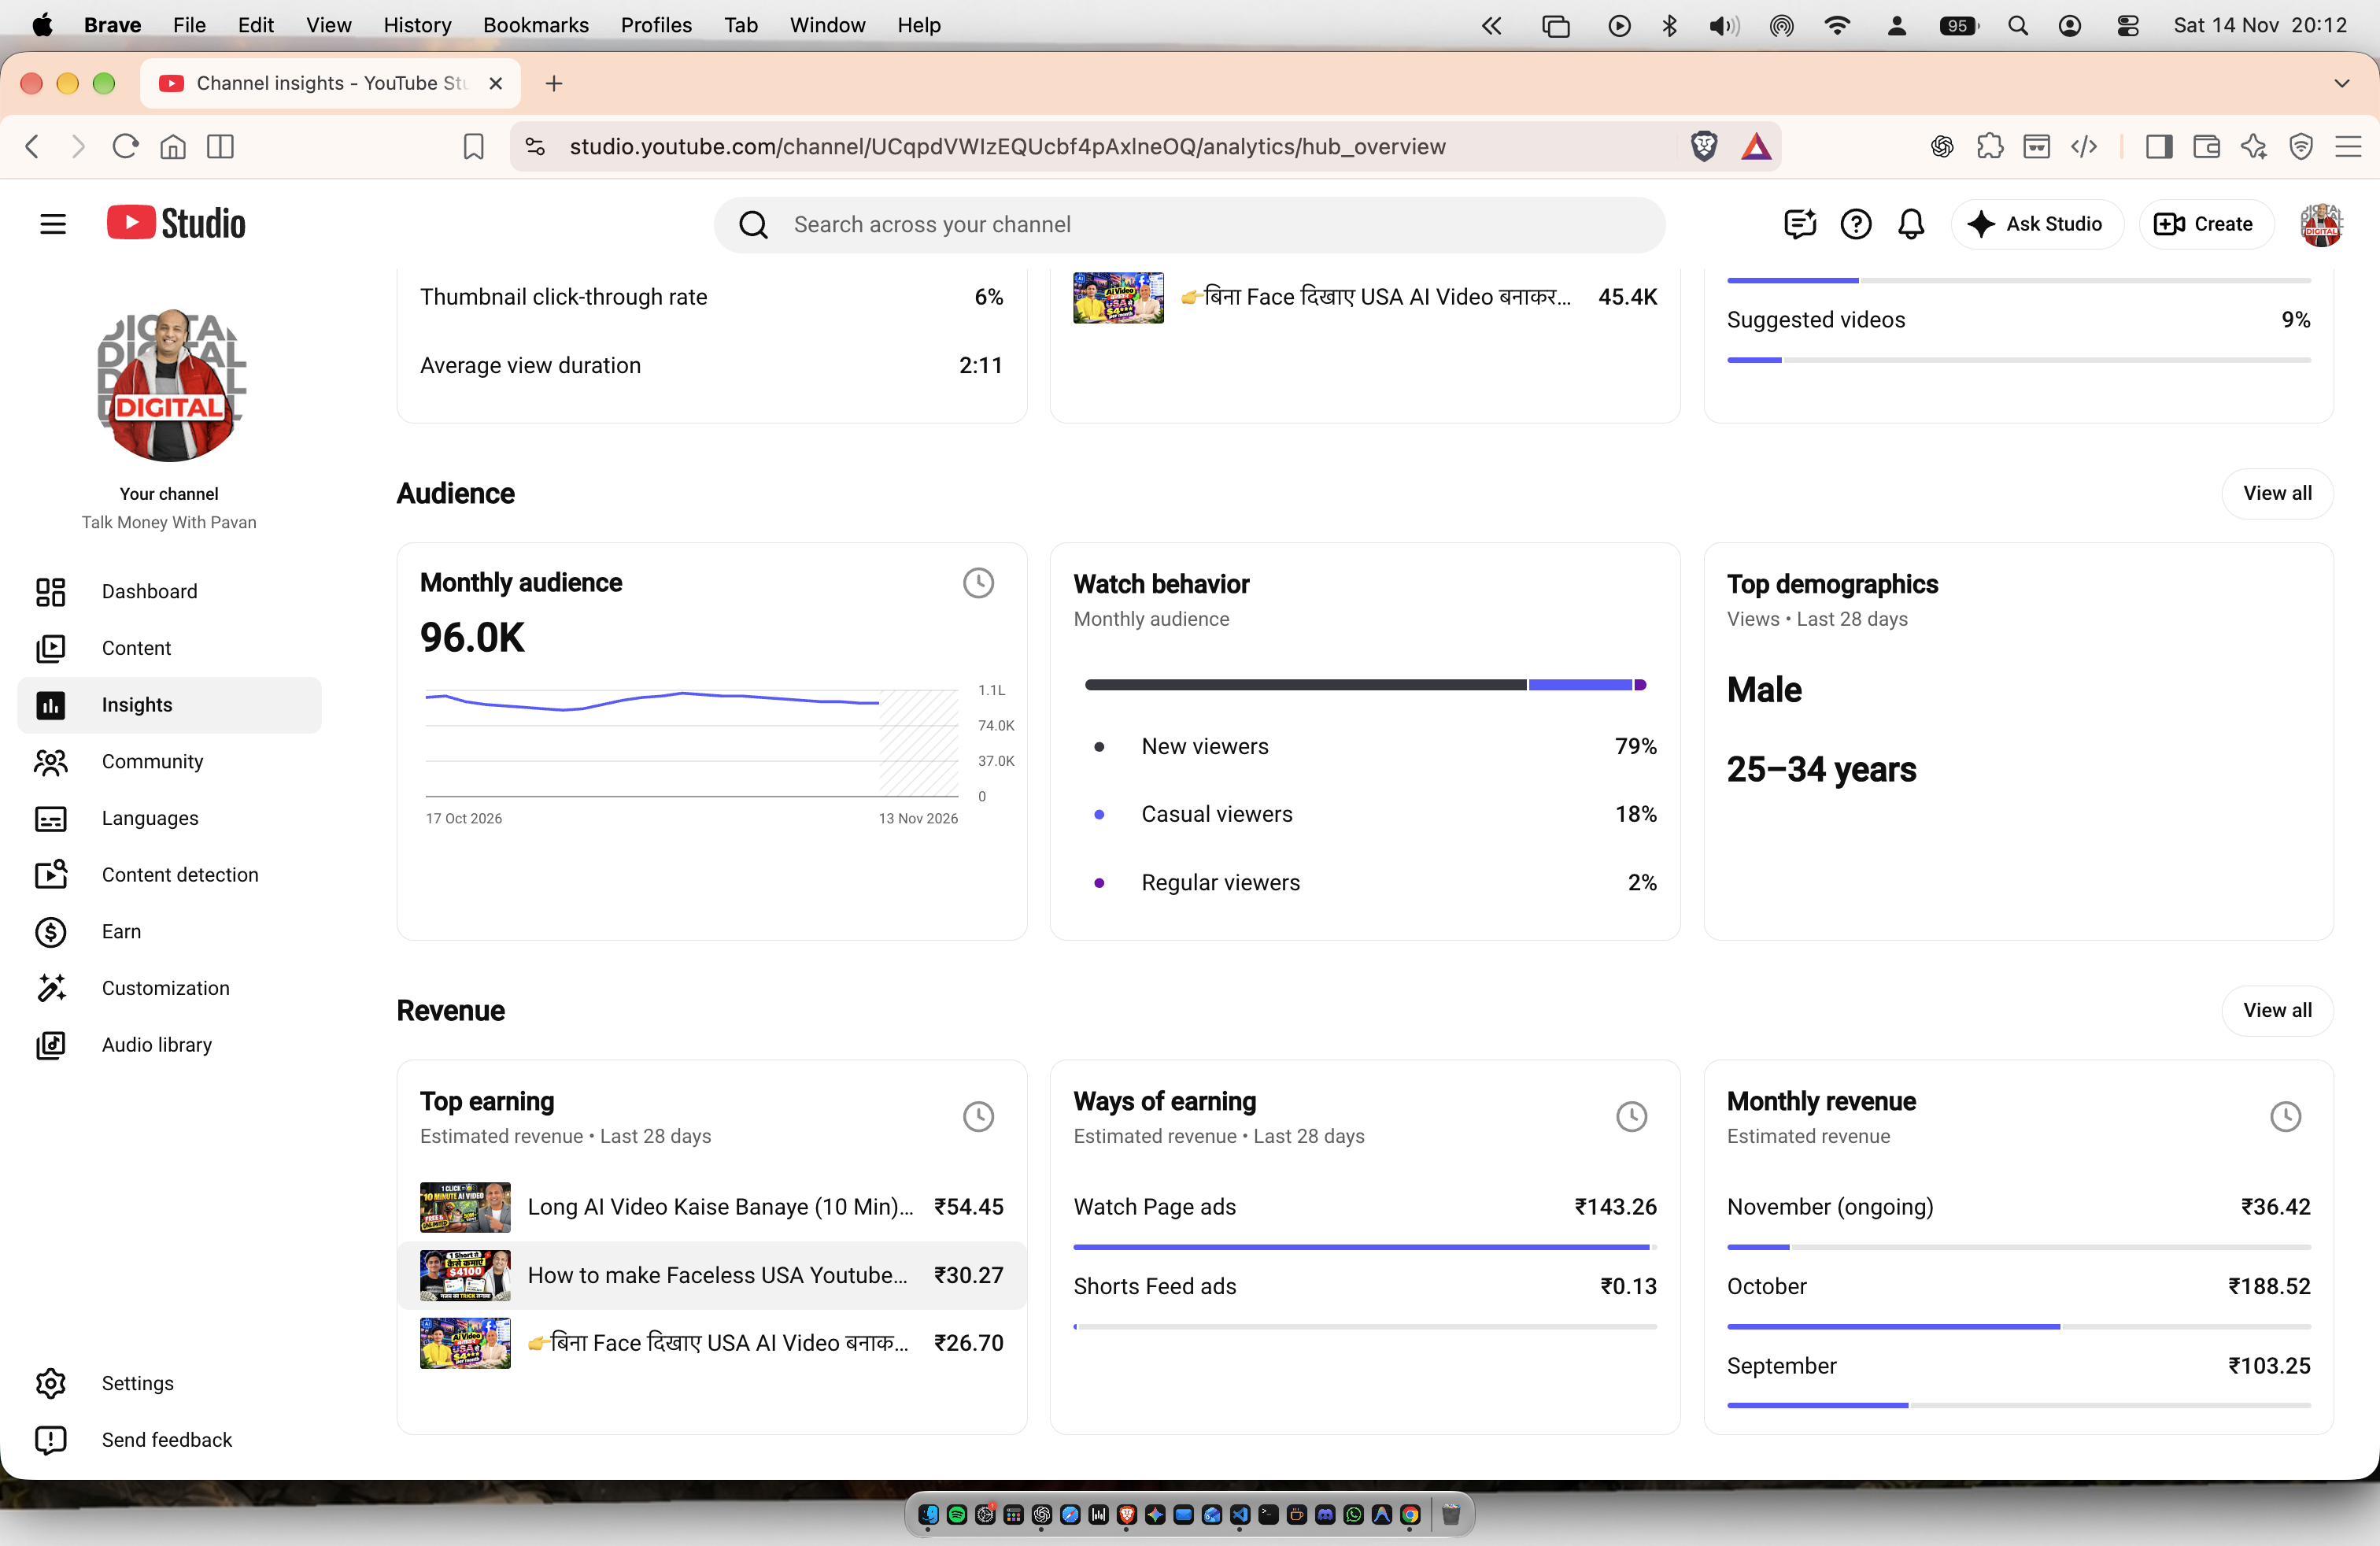 Brave File Edit View History Bookmarks Profiles Tab Window Help 95 Sat 14 Nov 20:12
Channel insights - YouTube Stu
studio.youtube.com/channel/UCqpdVWIzEQUcbf4pAxIneOQ/analytics/hub_overview
Studio
Search across your channel
Ask Studio
Create
DIGITAL
Your channel
Talk Money With Pavan
Dashboard
Content
Insights
Community
Languages
Content detection
Earn
Customization
Audio library
Settings
Send feedback
Thumbnail click-through rate 6%
Average view duration 2:11
👉बिना Face दिखाए USA AI Video बनाकर... 45.4K
Suggested videos 9%
Audience
View all
Monthly audience
96.0K
1.1L
74.0K
37.0K
0
17 Oct 2026 13 Nov 2026
Watch behavior
Monthly audience
New viewers 79%
Casual viewers 18%
Regular viewers 2%
Top demographics
Views • Last 28 days
Male
25–34 years
Revenue
View all
Top earning
Estimated revenue • Last 28 days
Long AI Video Kaise Banaye (10 Min)... ₹54.45
How to make Faceless USA Youtube... ₹30.27
👉बिना Face दिखाए USA AI Video बनाक... ₹26.70
Ways of earning
Estimated revenue • Last 28 days
Watch Page ads ₹143.26
Shorts Feed ads ₹0.13
Monthly revenue
Estimated revenue
November (ongoing) ₹36.42
October ₹188.52
September ₹103.25